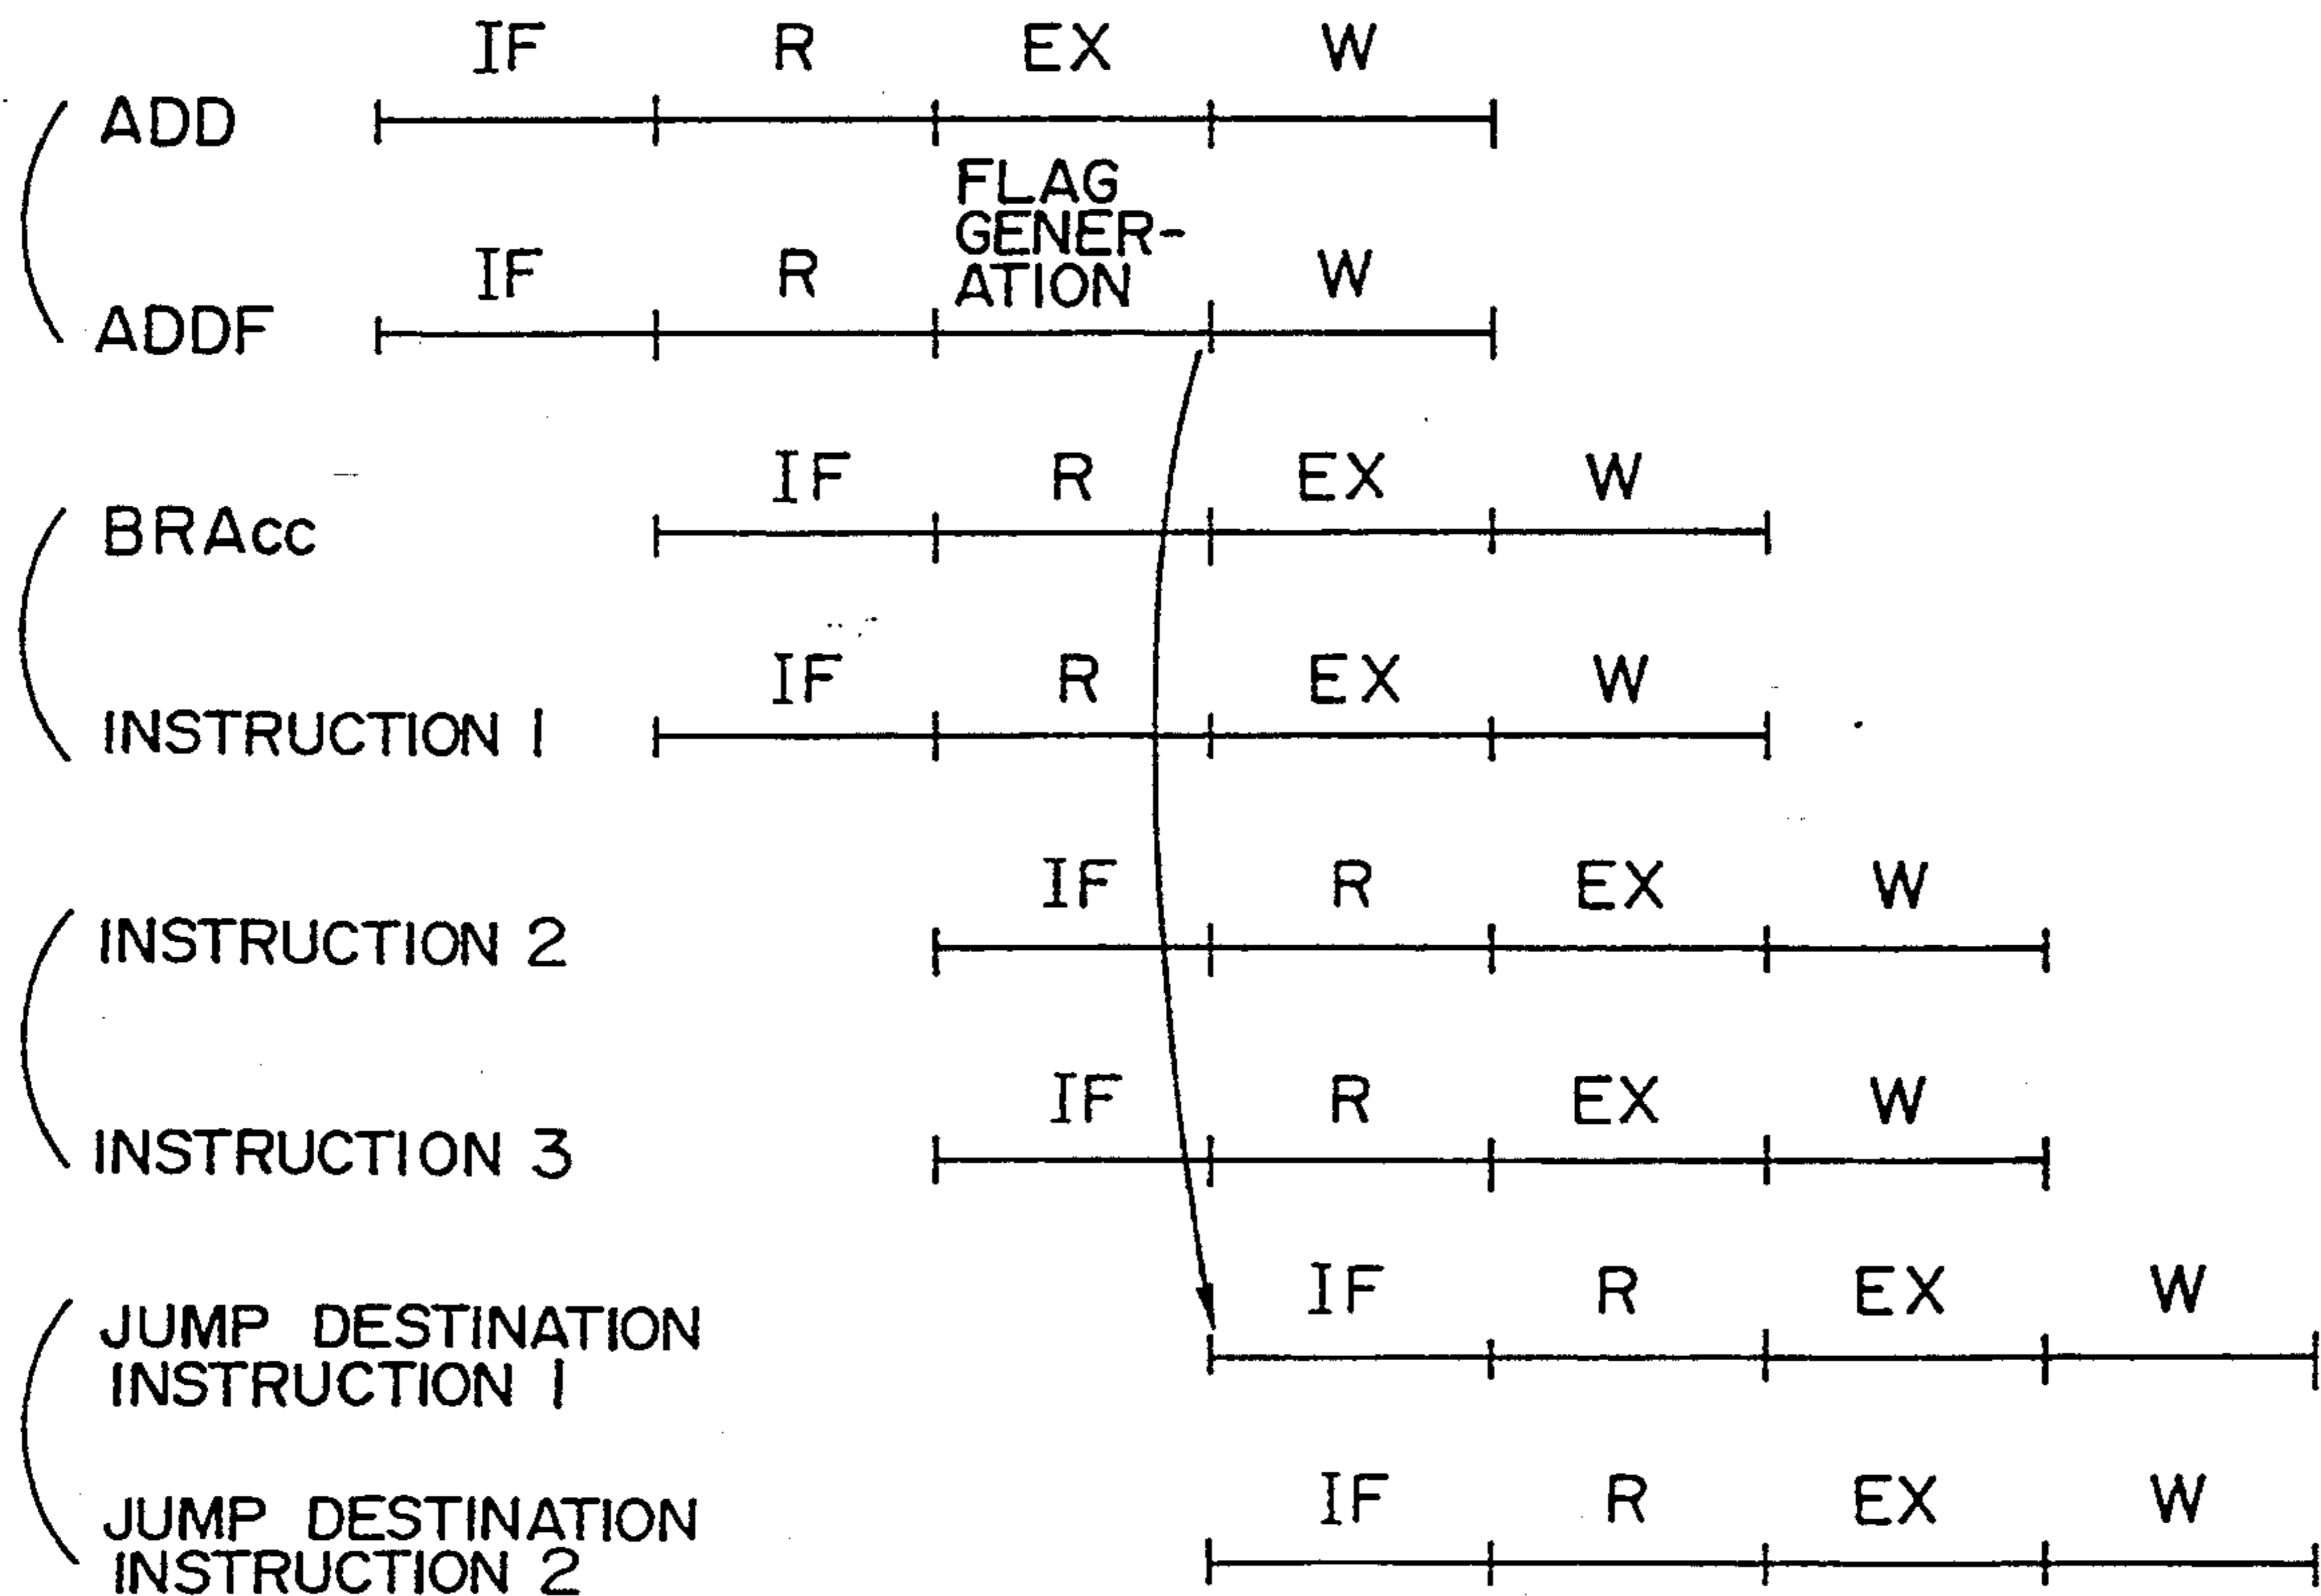 IF R EX W
ADD
FLAG
GENER-
IF R ATION W
ADDF
IF R EX W
BRAcc
IF R EX W
INSTRUCTION 1
IF R EX W
INSTRUCTION 2
IF R EX W
INSTRUCTION 3
IF R EX W
JUMP DESTINATION
INSTRUCTION 1
IF R EX W
JUMP DESTINATION
INSTRUCTION 2